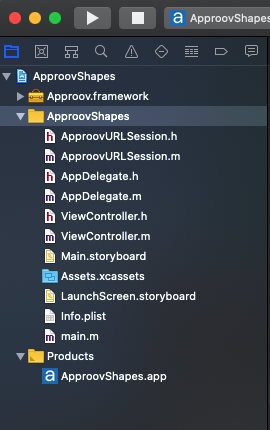 ApproovShapes
ApproovShapes
Approov.framework
ApproovShapes
ApproovURLSession.h
ApproovURLSession.m
AppDelegate.h
AppDelegate.m
ViewController.h
ViewController.m
Main.storyboard
Assets.xcassets
LaunchScreen.storyboard
Info.plist
main.m
Products
ApproovShapes.app